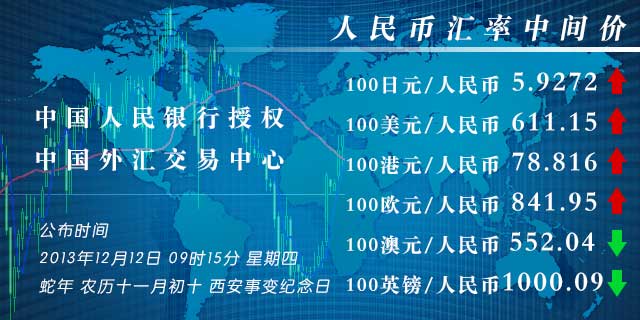 人民币汇率中间价
中国人民银行授权
中国外汇交易中心
公布时间
2013年12月12日 09时15分 星期四
蛇年 农历十一月初十 西安事变纪念日
100日元/人民币 5.9272
100美元/人民币 611.15
100港元/人民币 78.816
100欧元/人民币 841.95
100澳元/人民币 552.04
100英镑/人民币1000.09